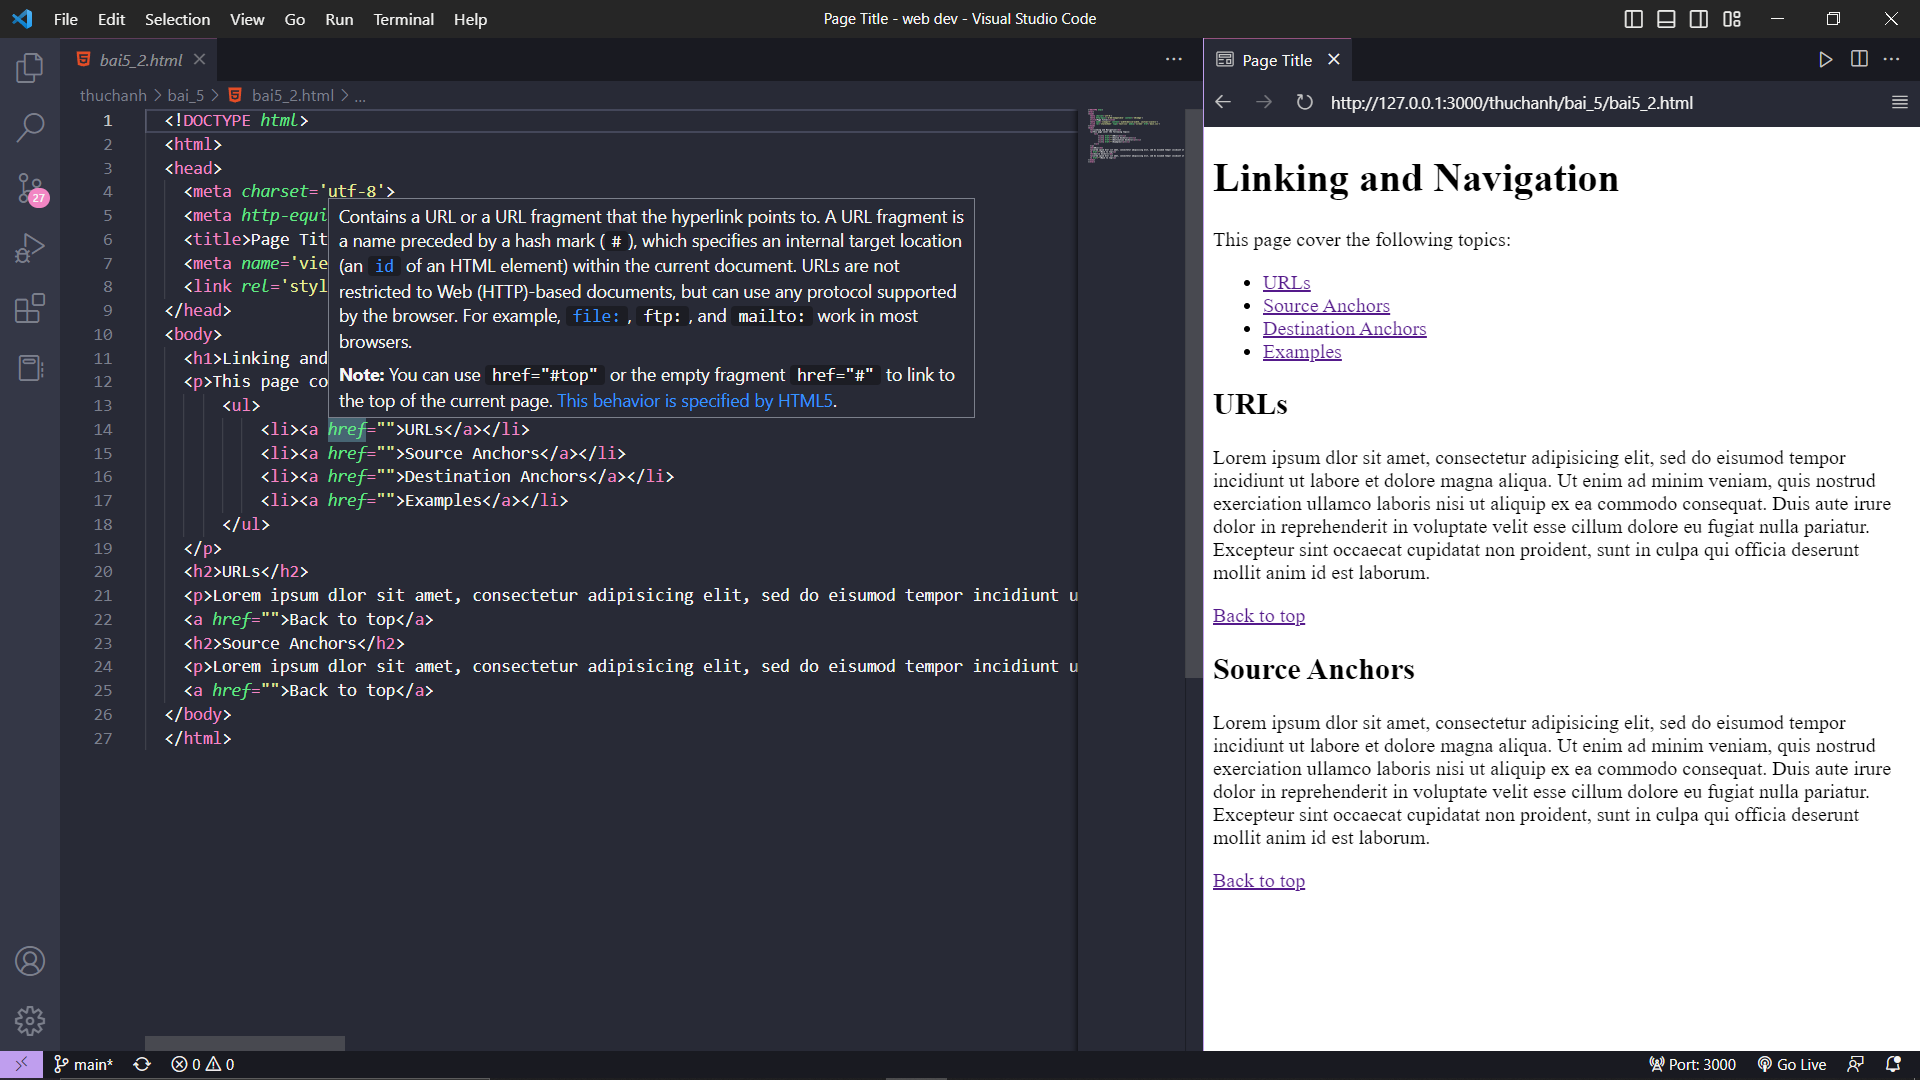 File Edit Selection View Go Run Terminal Help
Page Title - web dev - Visual Studio Code
27
bai5_2.html
thuchanh > bai_5 > bai5_2.html > ...
1 <!DOCTYPE html>
2 <html>
3 <head>
4 <meta charset='utf-8'>
5 <meta http-equi
6 <title>Page Tit
7 <meta name='vie
8 <link rel='styl
9 </head>
10 <body>
11 <h1>Linking and
12 <p>This page co
13 <ul>
14 <li><a href="">URLs</a></li>
15 <li><a href="">Source Anchors</a></li>
16 <li><a href="">Destination Anchors</a></li>
17 <li><a href="">Examples</a></li>
18 </ul>
19 </p>
20 <h2>URLs</h2>
21 <p>Lorem ipsum dlor sit amet, consectetur adipisicing elit, sed do eisumod tempor incidiunt u
22 <a href="">Back to top</a>
23 <h2>Source Anchors</h2>
24 <p>Lorem ipsum dlor sit amet, consectetur adipisicing elit, sed do eisumod tempor incidiunt u
25 <a href="">Back to top</a>
26 </body>
27 </html>
Contains a URL or a URL fragment that the hyperlink points to. A URL fragment is
a name preceded by a hash mark ( # ), which specifies an internal target location
(an id of an HTML element) within the current document. URLs are not
restricted to Web (HTTP)-based documents, but can use any protocol supported
by the browser. For example, file: , ftp: , and mailto: work in most
browsers.
Note: You can use href="#top" or the empty fragment href="#" to link to
the top of the current page. This behavior is specified by HTML5.
Page Title
http://127.0.0.1:3000/thuchanh/bai_5/bai5_2.html
Linking and Navigation
This page cover the following topics:
• URLs
• Source Anchors
• Destination Anchors
• Examples
URLs
Lorem ipsum dlor sit amet, consectetur adipisicing elit, sed do eisumod tempor
incidiunt ut labore et dolore magna aliqua. Ut enim ad minim veniam, quis nostrud
exerciation ullamco laboris nisi ut aliquip ex ea commodo consequat. Duis aute irure
dolor in reprehenderit in voluptate velit esse cillum dolore eu fugiat nulla pariatur.
Excepteur sint occaecat cupidatat non proident, sunt in culpa qui officia deserunt
mollit anim id est laborum.
Back to top
Source Anchors
Lorem ipsum dlor sit amet, consectetur adipisicing elit, sed do eisumod tempor
incidiunt ut labore et dolore magna aliqua. Ut enim ad minim veniam, quis nostrud
exerciation ullamco laboris nisi ut aliquip ex ea commodo consequat. Duis aute irure
dolor in reprehenderit in voluptate velit esse cillum dolore eu fugiat nulla pariatur.
Excepteur sint occaecat cupidatat non proident, sunt in culpa qui officia deserunt
mollit anim id est laborum.
Back to top
main* 0 0
Port: 3000 Go Live